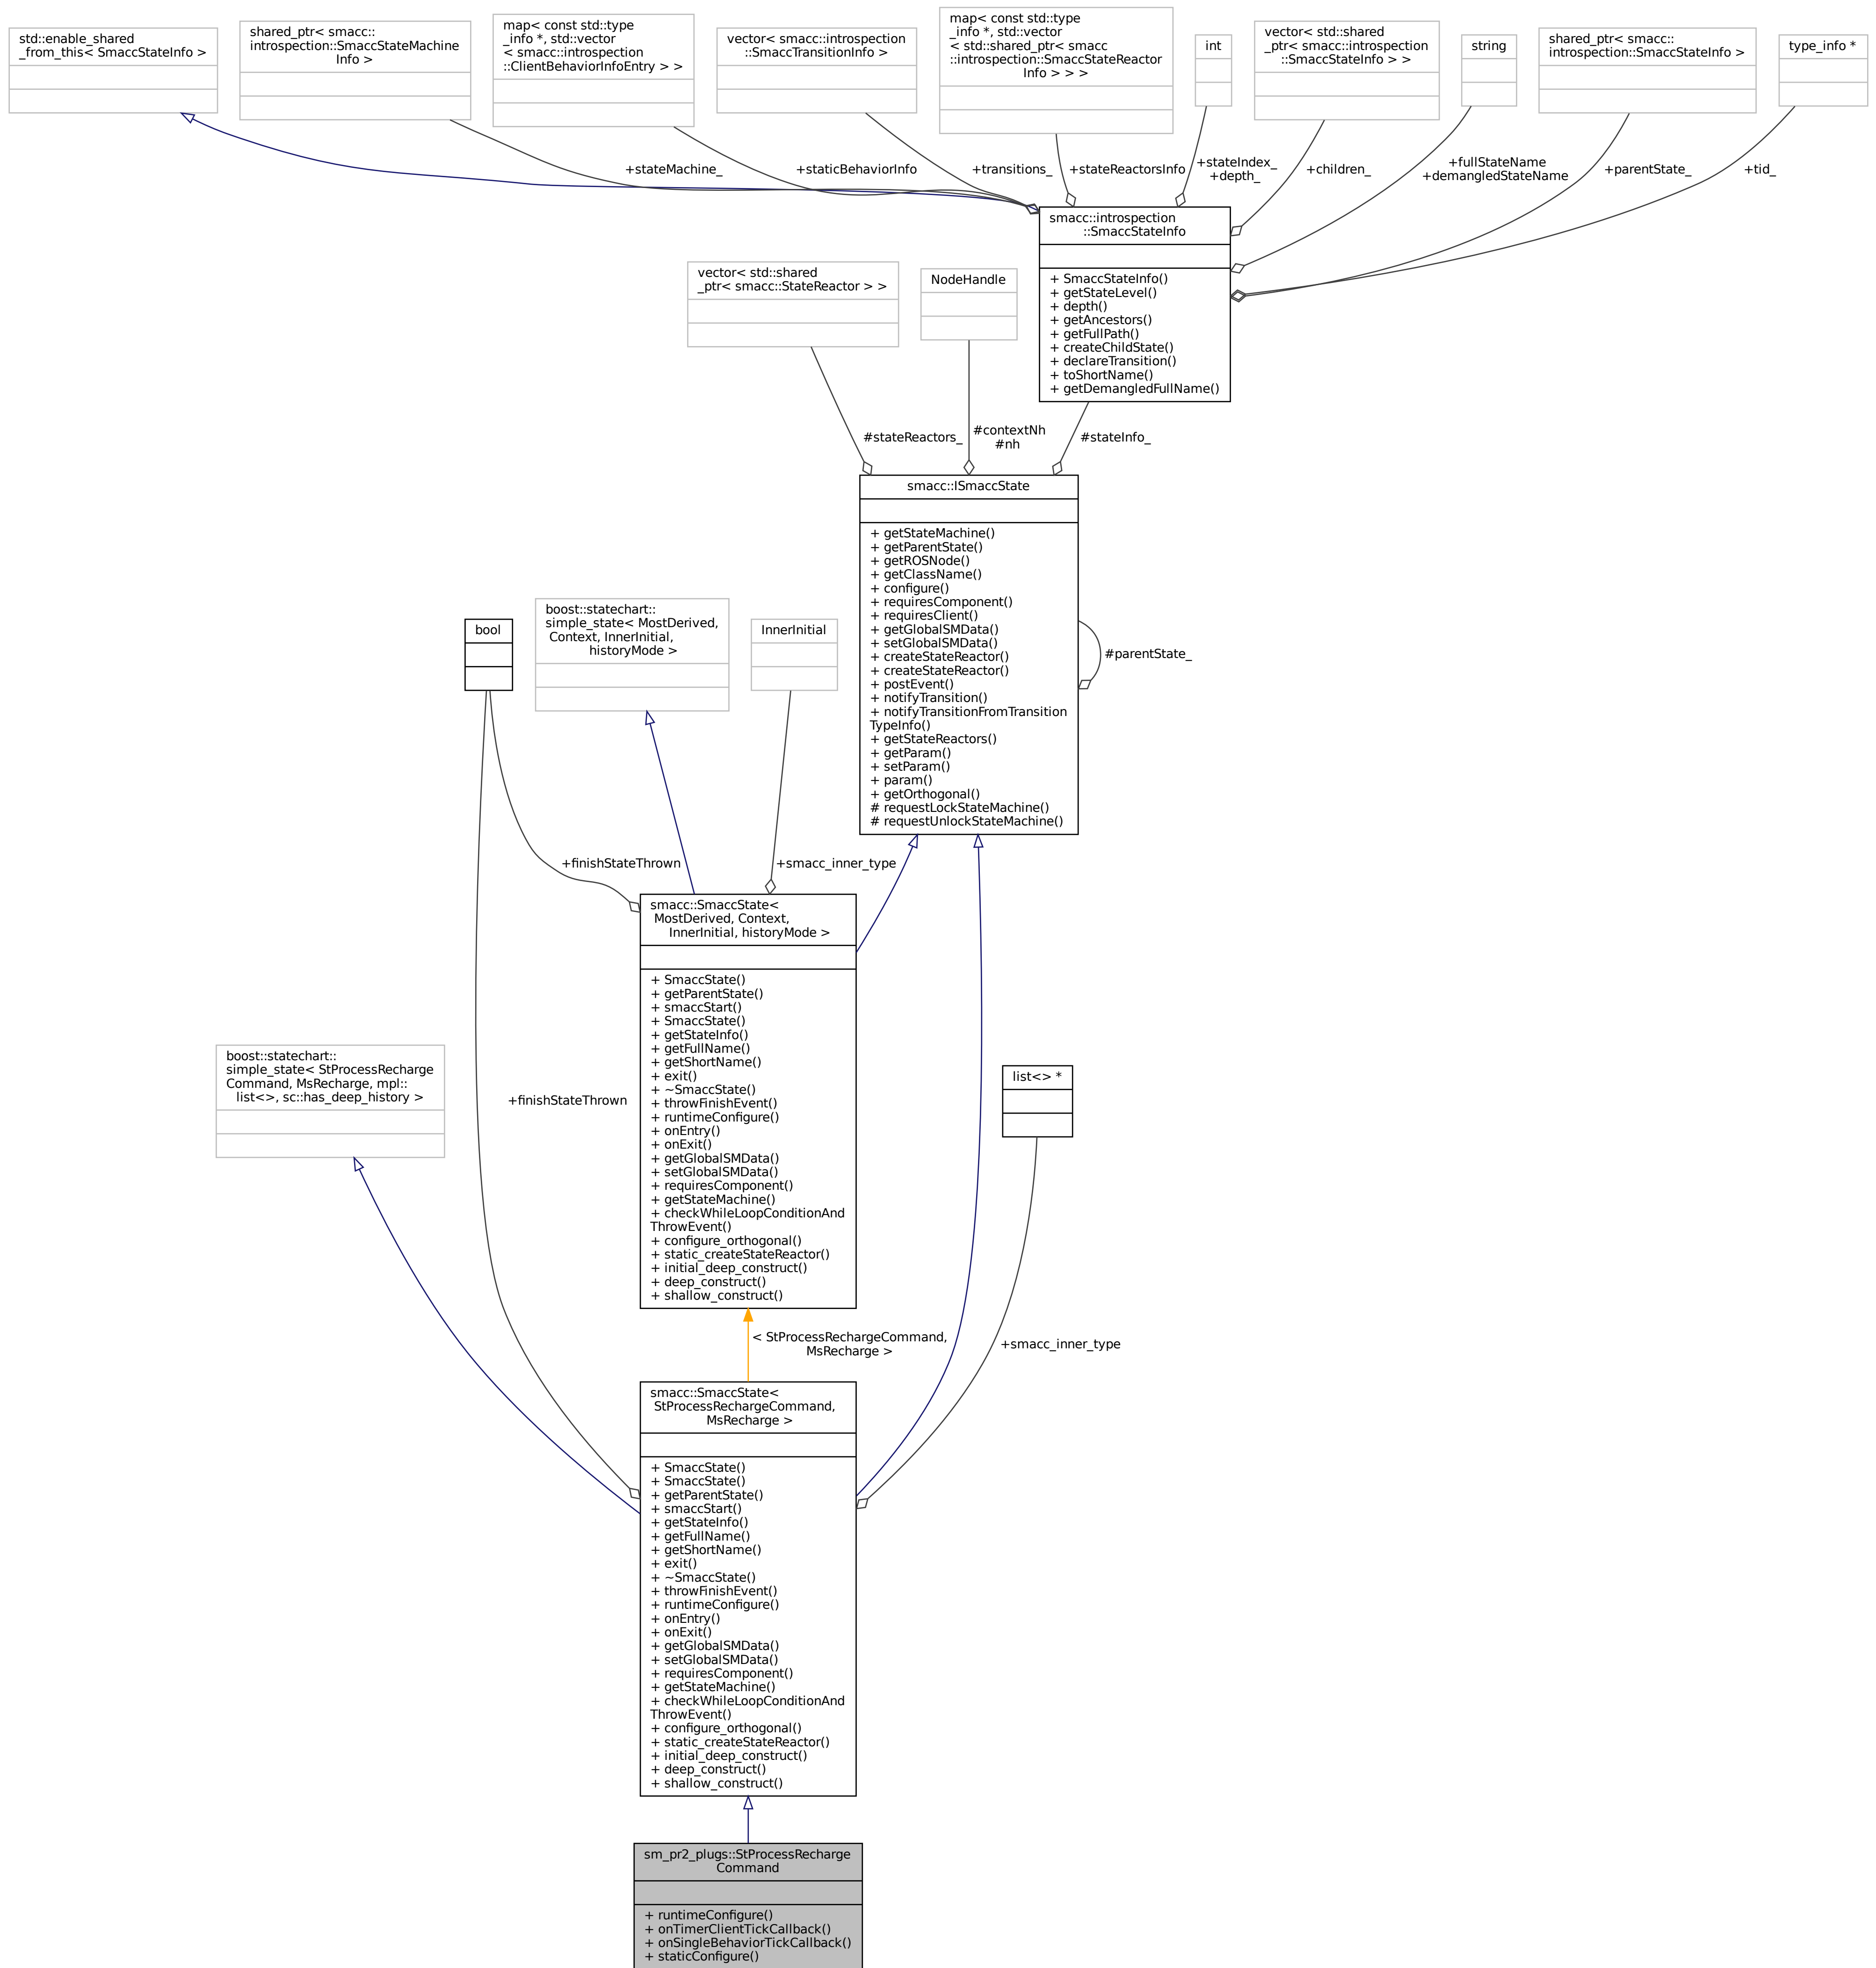 std::enable_shared
_from_this< SmaccStateInfo >
shared_ptr< smacc::
introspection::SmaccStateMachine
Info >
map< const std::type
_info *, std::vector
< smacc::introspection
::ClientBehaviorInfoEntry > >
vector< smacc::introspection
::SmaccTransitionInfo >
map< const std::type
_info *, std::vector
< std::shared_ptr< smacc
::introspection::SmaccStateReactor
Info > > >
int
vector< std::shared
_ptr< smacc::introspection
::SmaccStateInfo > >
string
shared_ptr< smacc::
introspection::SmaccStateInfo >
type_info *
+stateMachine_
+staticBehaviorInfo
+transitions_
+stateReactorsInfo
+stateIndex_
+depth_
+children_
+fullStateName
+demangledStateName
+parentState_
+tid_
smacc::introspection
::SmaccStateInfo
+ SmaccStateInfo()
+ getStateLevel()
+ depth()
+ getAncestors()
+ getFullPath()
+ createChildState()
+ declareTransition()
+ toShortName()
+ getDemangledFullName()
vector< std::shared
_ptr< smacc::StateReactor > >
NodeHandle
#stateReactors_
#contextNh
#nh
#stateInfo_
smacc::ISmaccState
+ getStateMachine()
+ getParentState()
+ getROSNode()
+ getClassName()
+ configure()
+ requiresComponent()
+ requiresClient()
+ getGlobalSMData()
+ setGlobalSMData()
+ createStateReactor()
+ createStateReactor()
+ postEvent()
+ notifyTransition()
+ notifyTransitionFromTransition
TypeInfo()
+ getStateReactors()
+ getParam()
+ setParam()
+ param()
+ getOrthogonal()
# requestLockStateMachine()
# requestUnlockStateMachine()
#parentState_
bool
boost::statechart::
simple_state< MostDerived,
Context, InnerInitial,
historyMode >
InnerInitial
+finishStateThrown
+smacc_inner_type
smacc::SmaccState<
MostDerived, Context,
InnerInitial, historyMode >
+ SmaccState()
+ getParentState()
+ smaccStart()
+ SmaccState()
+ getStateInfo()
+ getFullName()
+ getShortName()
+ exit()
+ ~SmaccState()
+ throwFinishEvent()
+ runtimeConfigure()
+ onEntry()
+ onExit()
+ getGlobalSMData()
+ setGlobalSMData()
+ requiresComponent()
+ getStateMachine()
+ checkWhileLoopConditionAnd
ThrowEvent()
+ configure_orthogonal()
+ static_createStateReactor()
+ initial_deep_construct()
+ deep_construct()
+ shallow_construct()
boost::statechart::
simple_state< StProcessRecharge
Command, MsRecharge, mpl::
list<>, sc::has_deep_history >
+finishStateThrown
list<> *
< StProcessRechargeCommand,
MsRecharge >
+smacc_inner_type
smacc::SmaccState<
StProcessRechargeCommand,
MsRecharge >
+ SmaccState()
+ SmaccState()
+ getParentState()
+ smaccStart()
+ getStateInfo()
+ getFullName()
+ getShortName()
+ exit()
+ ~SmaccState()
+ throwFinishEvent()
+ runtimeConfigure()
+ onEntry()
+ onExit()
+ getGlobalSMData()
+ setGlobalSMData()
+ requiresComponent()
+ getStateMachine()
+ checkWhileLoopConditionAnd
ThrowEvent()
+ configure_orthogonal()
+ static_createStateReactor()
+ initial_deep_construct()
+ deep_construct()
+ shallow_construct()
sm_pr2_plugs::StProcessRecharge
Command
+ runtimeConfigure()
+ onTimerClientTickCallback()
+ onSingleBehaviorTickCallback()
+ staticConfigure()